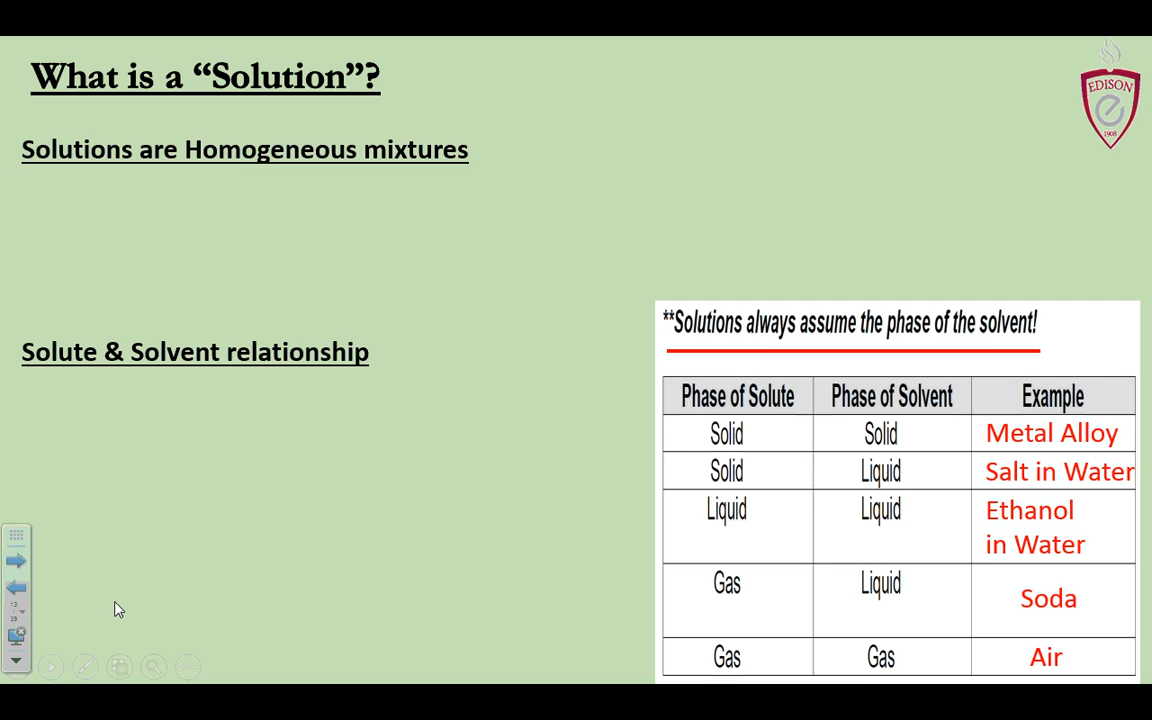 What is a “Solution”?
EDISON
e
1908
Solutions are Homogeneous mixtures
Solute & Solvent relationship
**Solutions always assume the phase of the solvent!
Phase of Solute Phase of Solvent Example
Solid Solid Metal Alloy
Solid Liquid Salt in Water
Liquid Liquid Ethanol
in Water
Gas Liquid Soda
Gas Gas Air
12
/
29